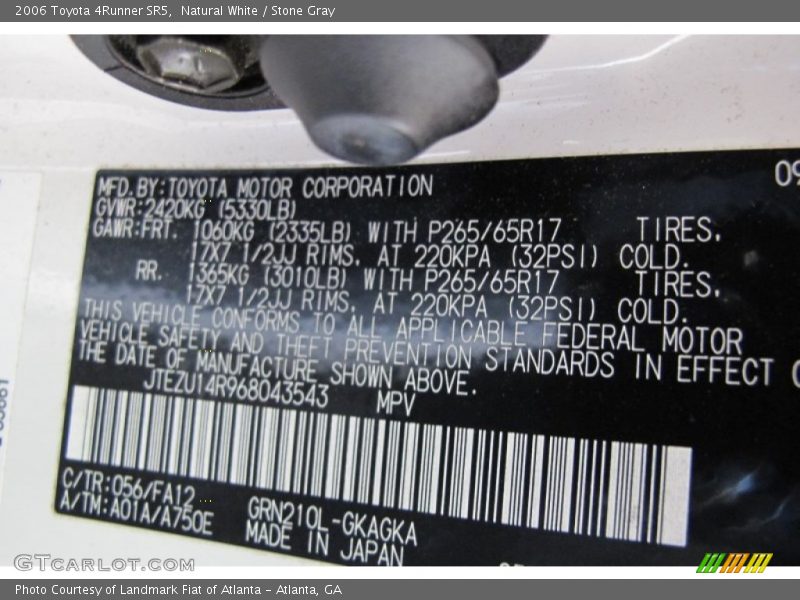 2006 Toyota 4Runner SR5,  Natural White / Stone Gray
MFD.BY:TOYOTA MOTOR CORPORATION
GVWR:2420KG (5330LB)
GAWR:FRT. 1060KG (2335LB) WITH P265/65R17 TIRES,
17X7 1/2JJ RIMS, AT 220KPA (32PSI) COLD.
RR. 1365KG (3010LB) WITH P265/65R17 TIRES,
17X7 1/2JJ RIMS, AT 220KPA (32PSI) COLD.
THIS VEHICLE CONFORMS TO ALL APPLICABLE FEDERAL MOTOR
VEHICLE SAFETY AND THEFT PREVENTION STANDARDS IN EFFECT
THE DATE OF MANUFACTURE SHOWN ABOVE.
JTEZU14R968043543 MPV
C/TR:056/FA12
A/TM:A01A/A750E
GRN210L-GKAGKA
MADE IN JAPAN
GTCARLOT.COM
Photo Courtesy of Landmark Fiat of Atlanta - Atlanta, GA